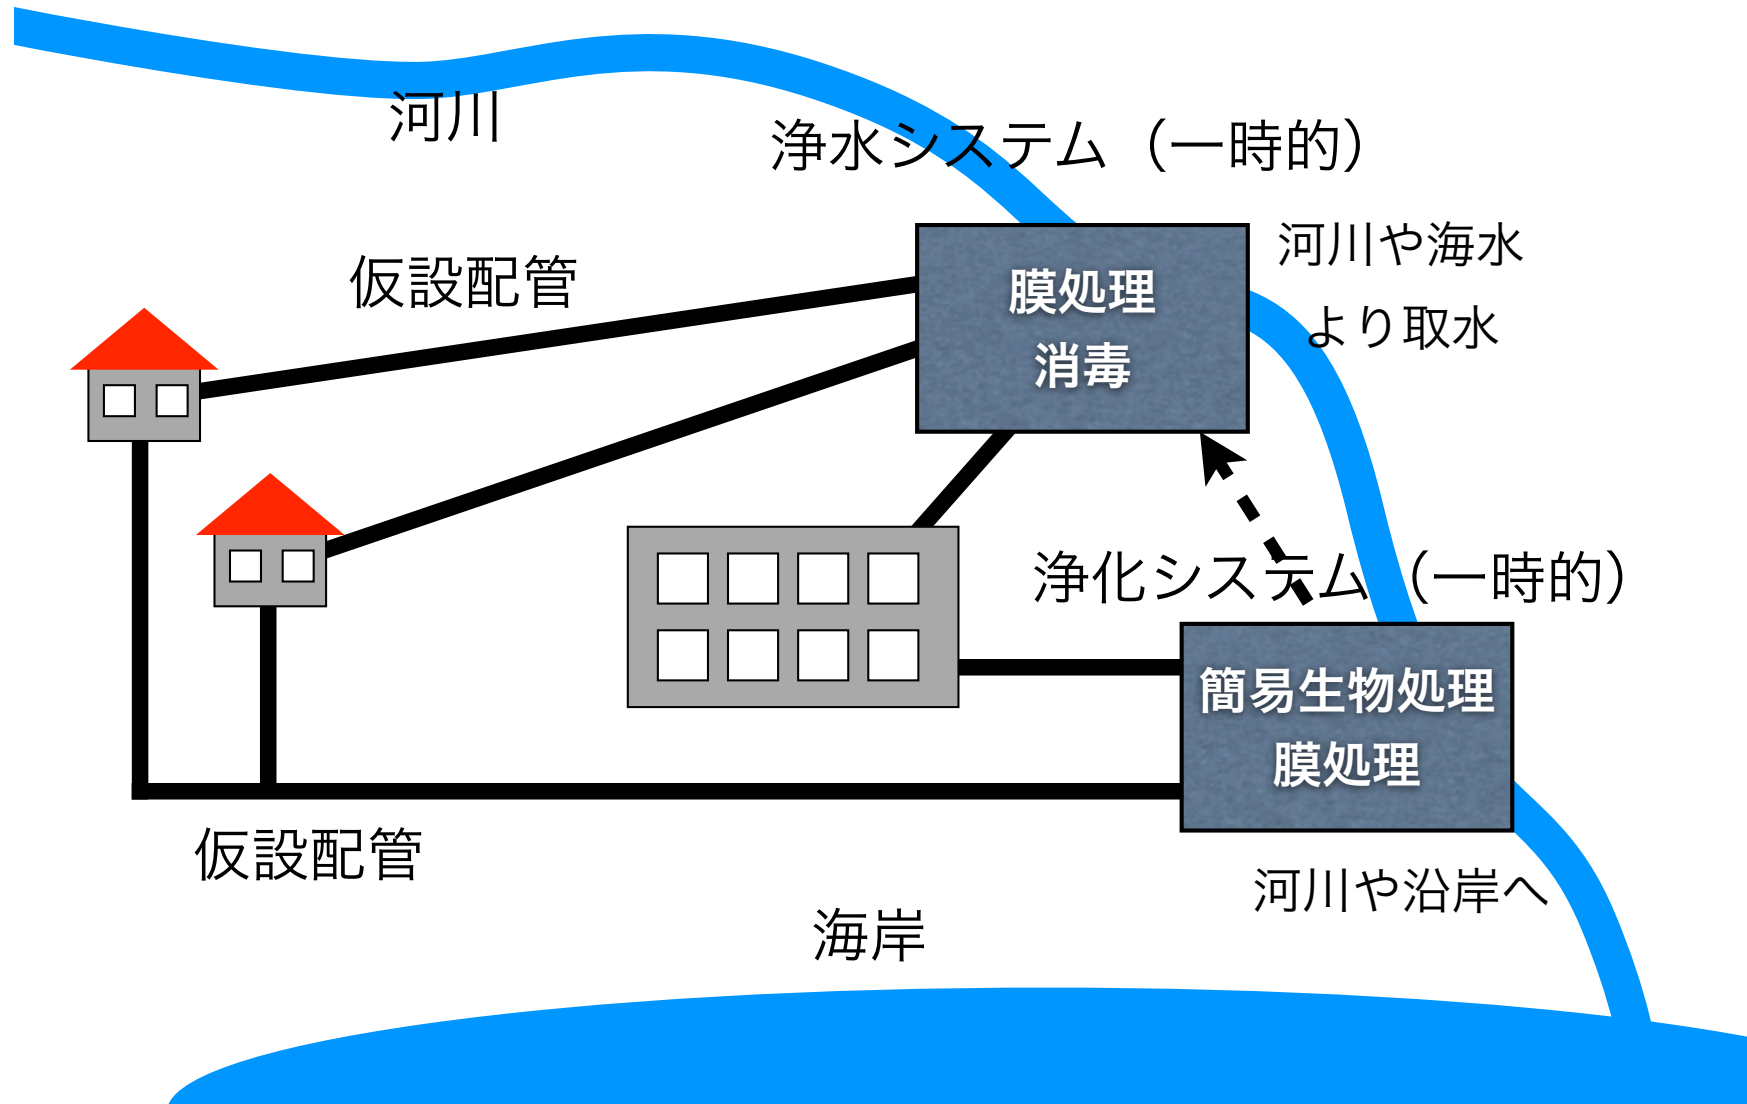 河川
浄水システム（一時的）
河川や海水
より取水
仮設配管
膜処理
消毒
浄化システム（一時的）
簡易生物処理
膜処理
仮設配管
河川や沿岸へ
海岸